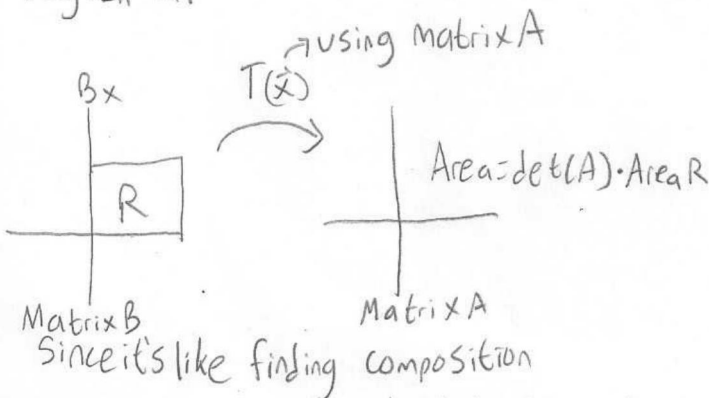 using matrix A
Bx
T(x⃗)
Area=det(A)·Area R
R
Matrix B
Matrix A
Since it's like finding composition